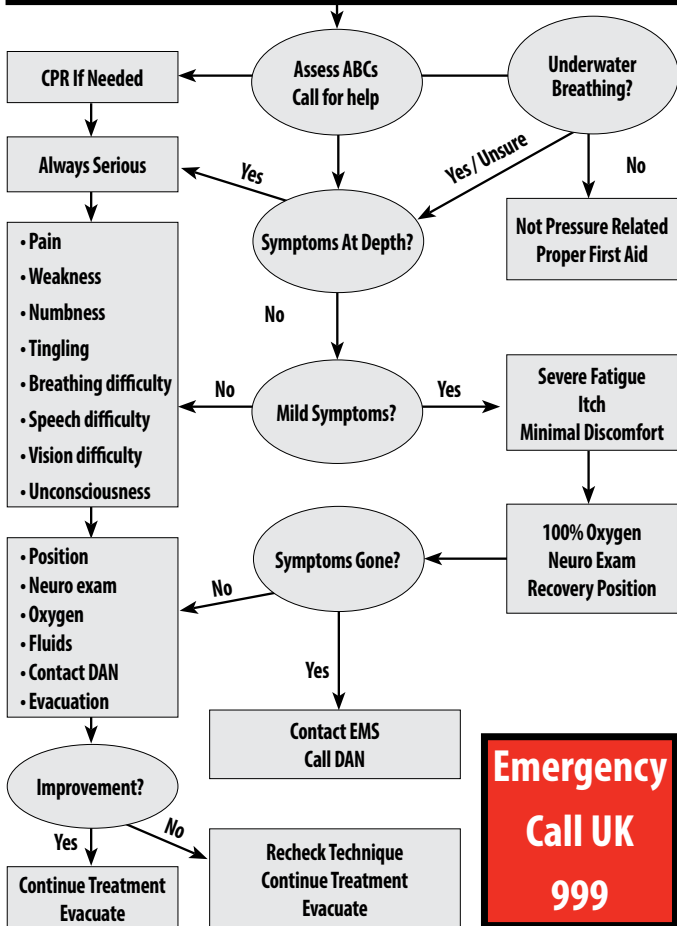 Assess ABCs
Call for help
Underwater
Breathing?
CPR If Needed
Always Serious
Yes
Yes / Unsure
No
Symptoms At Depth?
Not Pressure Related
Proper First Aid
• Pain
• Weakness
• Numbness
• Tingling
• Breathing difficulty
• Speech difficulty
• Vision difficulty
• Unconsciousness
No
No
Mild Symptoms?
Yes
Severe Fatigue
Itch
Minimal Discomfort
100% Oxygen
Neuro Exam
Recovery Position
Symptoms Gone?
No
• Position
• Neuro exam
• Oxygen
• Fluids
• Contact DAN
• Evacuation
Yes
Contact EMS
Call DAN
Improvement?
Yes
No
Continue Treatment
Evacuate
Recheck Technique
Continue Treatment
Evacuate
Emergency
Call UK
999